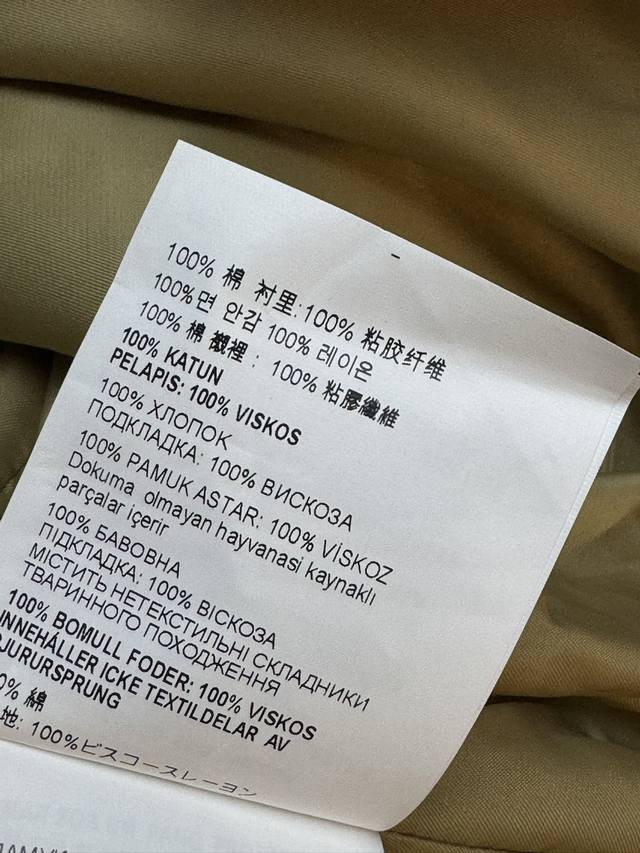 100% 棉 衬里:100% 粘胶纤维
100%면 안감 100% 레이온
100% 棉 襯裡: 100% 粘膠纖維
100% KATUN
PELAPIS: 100% VISKOS
100% ХЛОПОК
ПОДКЛАДКА: 100% ВИСКОЗА
100% PAMUK ASTAR: 100% VİSKOZ
Dokuma olmayan hayvanasi kaynaklı
parçalar içerir
100% БАВОВНА
ПІДКЛАДКА: 100% ВІСКОЗА
МІСТИТЬ НЕТЕКСТИЛЬНІ СКЛАДНИКИ
ТВАРИННОГО ПОХОДЖЕННЯ
100% BOMULL FODER: 100% VISKOS
INNEHÅLLER ICKE TEXTILDELAR AV
DJURURSPRUNG
0% 綿
地: 100%ビスコースレーヨン